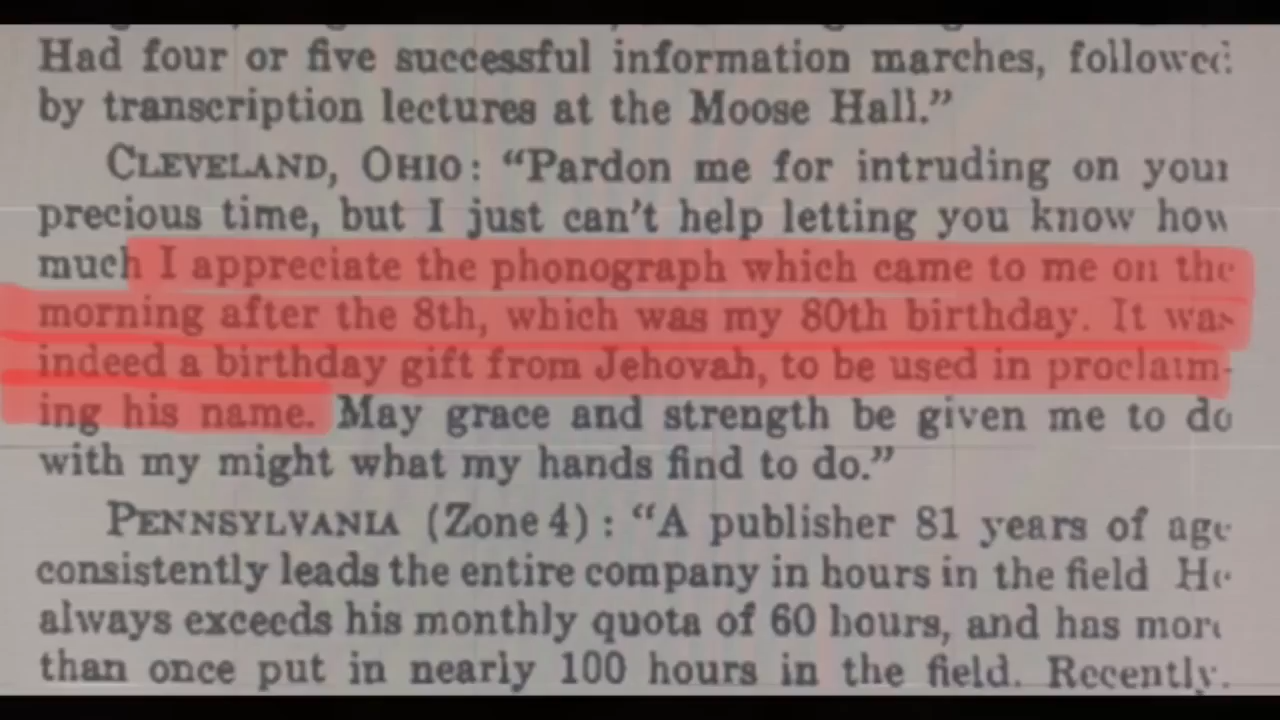 Had four or five successful information marches, followed
by transcription lectures at the Moose Hall.”
CLEVELAND, OHIO: “Pardon me for intruding on your
precious time, but I just can’t help letting you know how
much I appreciate the phonograph which came to me on the
morning after the 8th, which was my 80th birthday. It was
indeed a birthday gift from Jehovah, to be used in proclaim-
ing his name. May grace and strength be given me to do
with my might what my hands find to do.”
PENNSYLVANIA (Zone 4): “A publisher 81 years of age
consistently leads the entire company in hours in the field He
always exceeds his monthly quota of 60 hours, and has more
than once put in nearly 100 hours in the field. Recently.